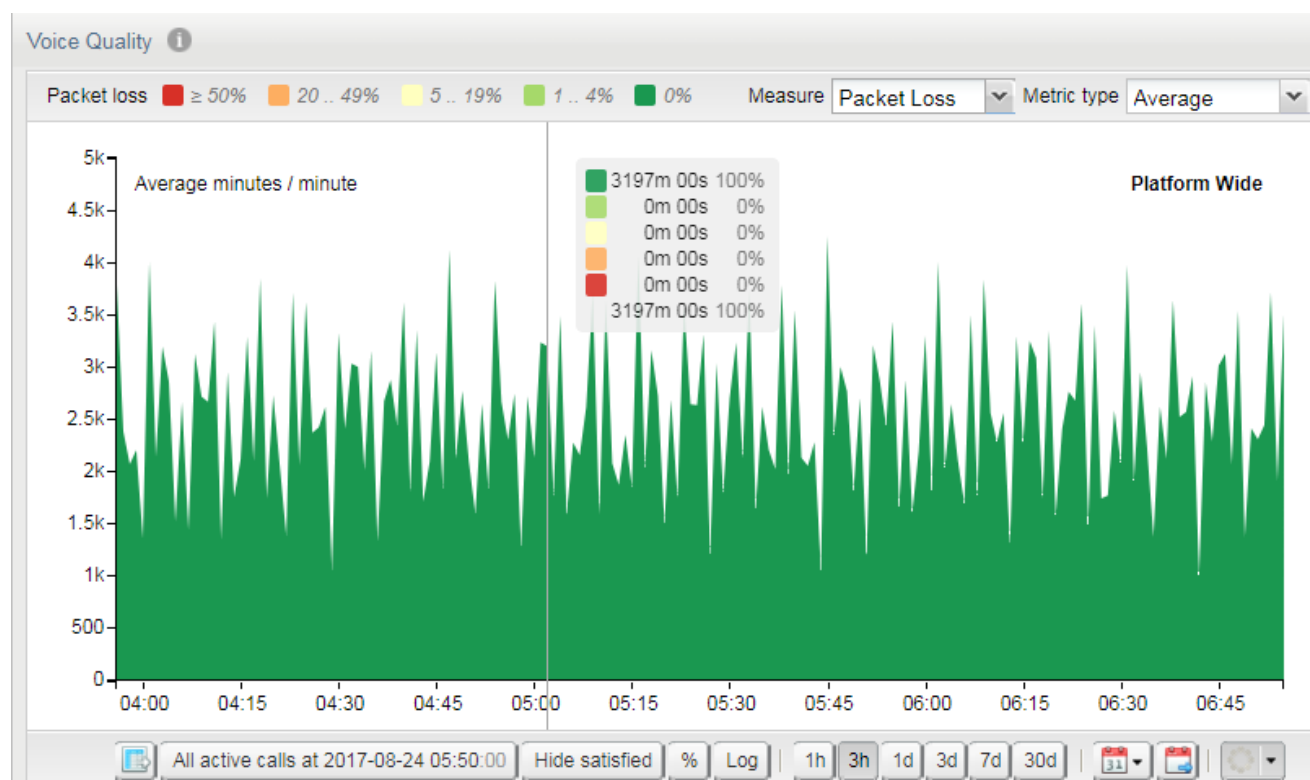 Voice Quality
Packet loss ≥ 50% 20 .. 49% 5 .. 19% 1 .. 4% 0% Measure Packet Loss Metric type Average
5k
Average minutes / minute
Platform Wide
4.5k
4k
3.5k
3k
2.5k
2k
1.5k
1k
500
0
3197m 00s 100%
0m 00s 0%
0m 00s 0%
0m 00s 0%
0m 00s 0%
3197m 00s 100%
04:00 04:15 04:30 04:45 05:00 05:15 05:30 05:45 06:00 06:15 06:30 06:45
All active calls at 2017-08-24 05:50:00 Hide satisfied % Log 1h 3h 1d 3d 7d 30d 31